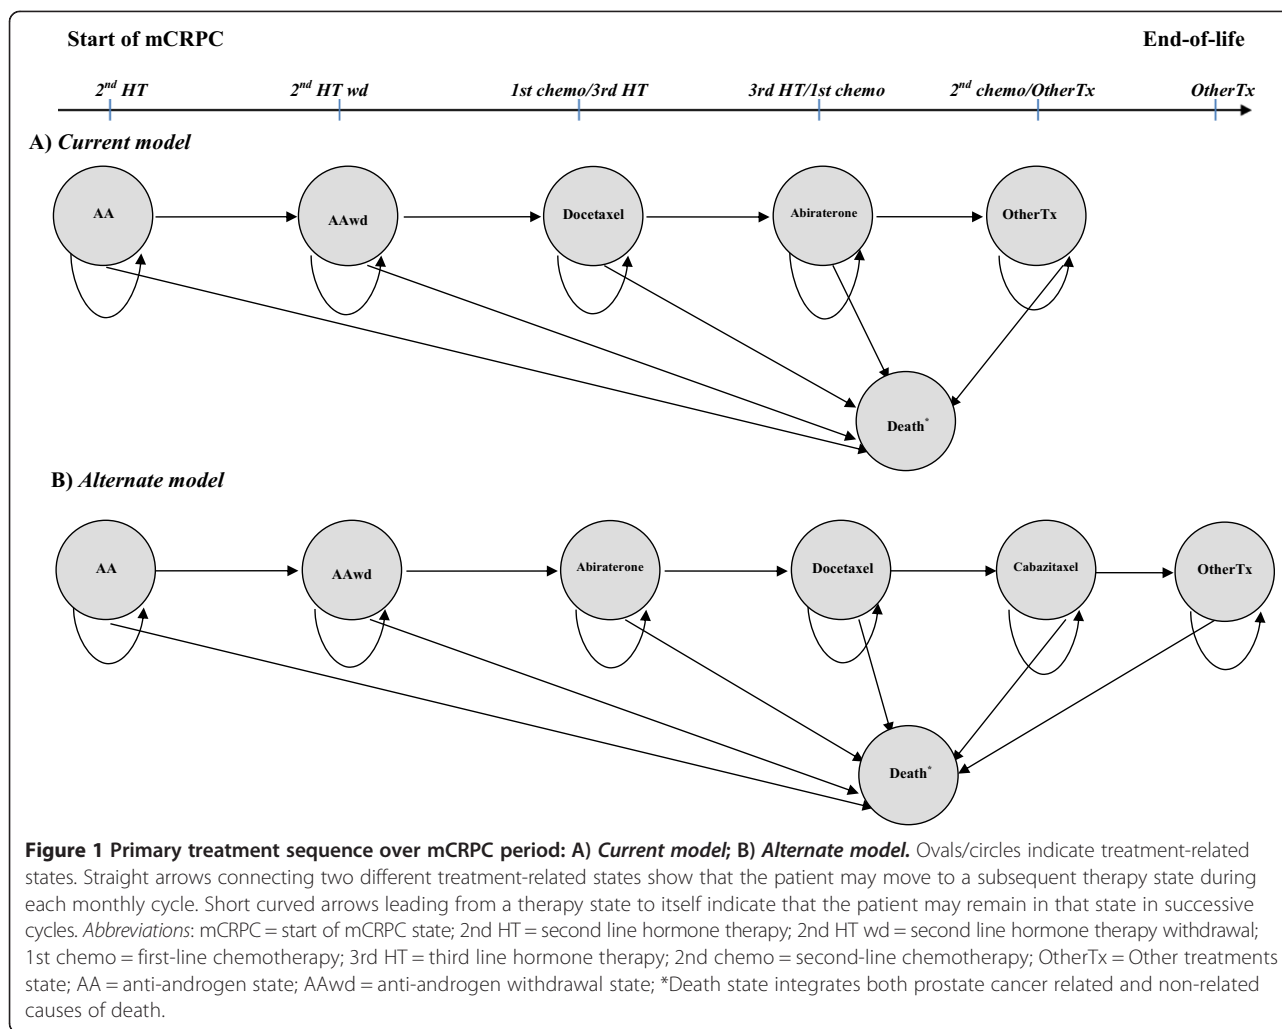 Start of mCRPC
End-of-life
2nd HT
2nd HT wd
1st chemo/3rd HT
3rd HT/1st chemo
2nd chemo/OtherTx
OtherTx
A) Current model
AA
AAwd
Docetaxel
Abiraterone
OtherTx
Death*
B) Alternate model
AA
AAwd
Abiraterone
Docetaxel
Cabazitaxel
OtherTx
Death*
Figure 1 Primary treatment sequence over mCRPC period: A) Current model; B) Alternate model. Ovals/circles indicate treatment-related
states. Straight arrows connecting two different treatment-related states show that the patient may move to a subsequent therapy state during
each monthly cycle. Short curved arrows leading from a therapy state to itself indicate that the patient may remain in that state in successive
cycles. Abbreviations: mCRPC = start of mCRPC state; 2nd HT = second line hormone therapy; 2nd HT wd = second line hormone therapy withdrawal;
1st chemo = first-line chemotherapy; 3rd HT = third line hormone therapy; 2nd chemo = second-line chemotherapy; OtherTx = Other treatments
state; AA = anti-androgen state; AAwd = anti-androgen withdrawal state; *Death state integrates both prostate cancer related and non-related
causes of death.